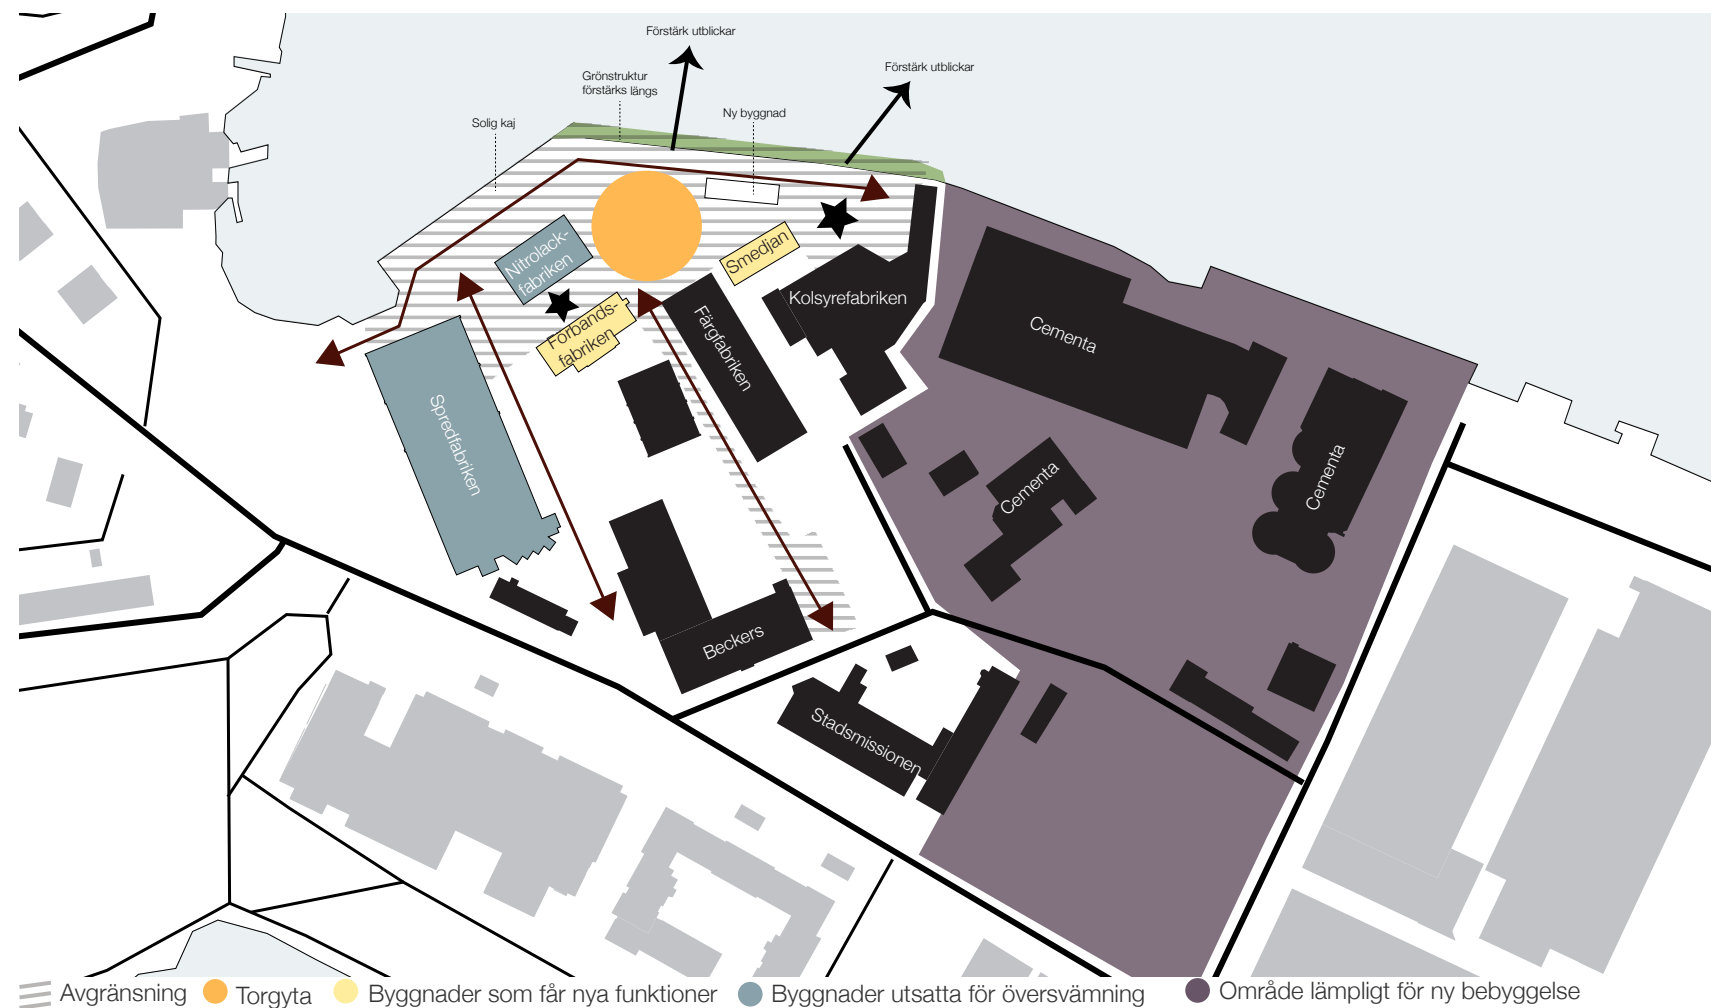 Förstärk utblickar
Förstärk utblickar
Grönstruktur
förstärks längs
Ny byggnad
Solig kaj
Nitrolack-
fabriken
Smedjan
Kolsyrefabriken
Förbands-
fabriken
Färgfabriken
Cementa
Spredfabriken
Cementa
Cementa
Beckers
Stadsmissionen
Avgränsning
Torgyta
Byggnader som får nya funktioner
Byggnader utsatta för översvämning
Område lämpligt för ny bebyggelse